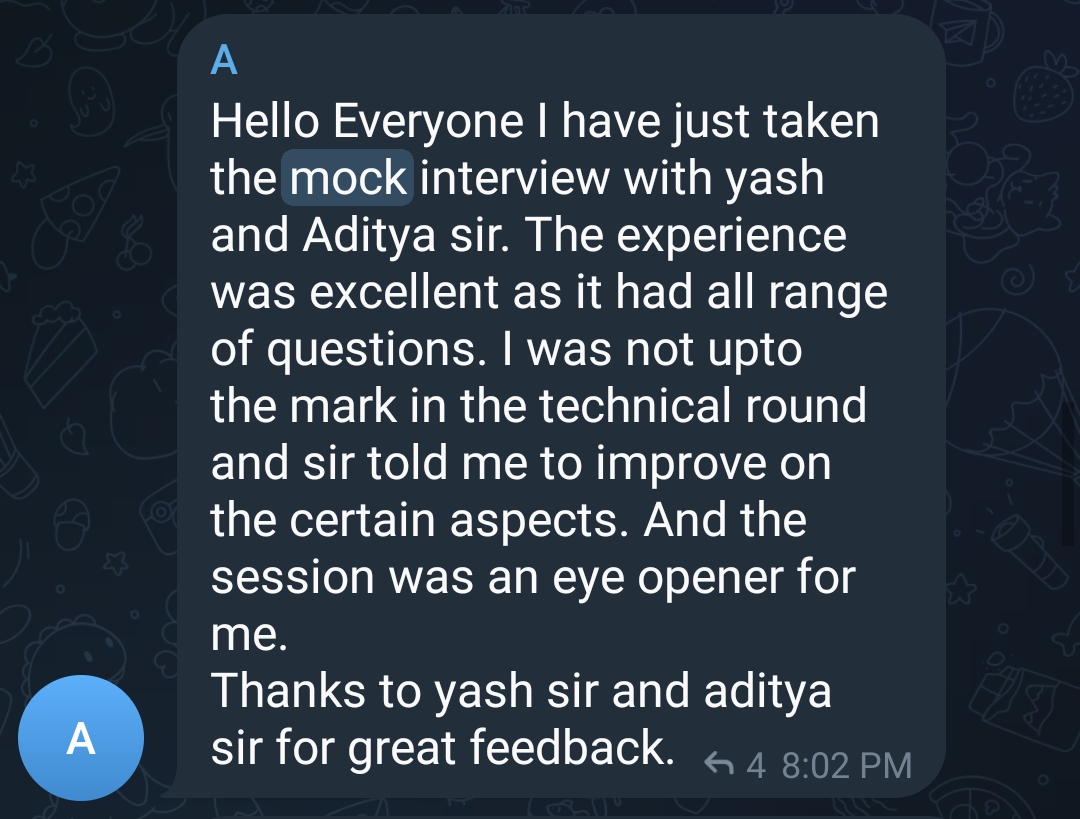 A
Hello Everyone I have just taken
the mock interview with yash
and Aditya sir. The experience
was excellent as it had all range
of questions. I was not upto
the mark in the technical round
and sir told me to improve on
the certain aspects. And the
session was an eye opener for
me.
Thanks to yash sir and aditya
sir for great feedback. 4 8:02 PM
A